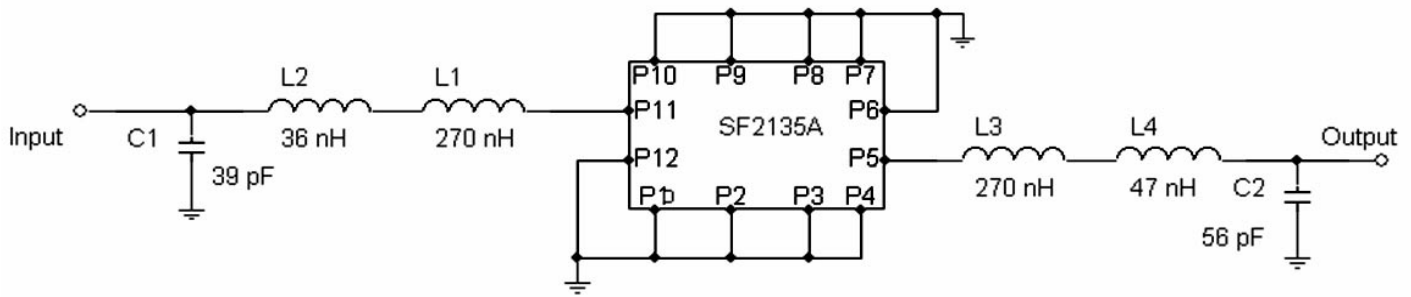 L2
L1
P10
P9
P8
P7
Input
C1
36 nH
270 nH
P11
SF2135A
P6
L3
L4
Output
39 pF
P12
P5
270 nH
47 nH
C2
P1
P2
P3
P4
56 pF